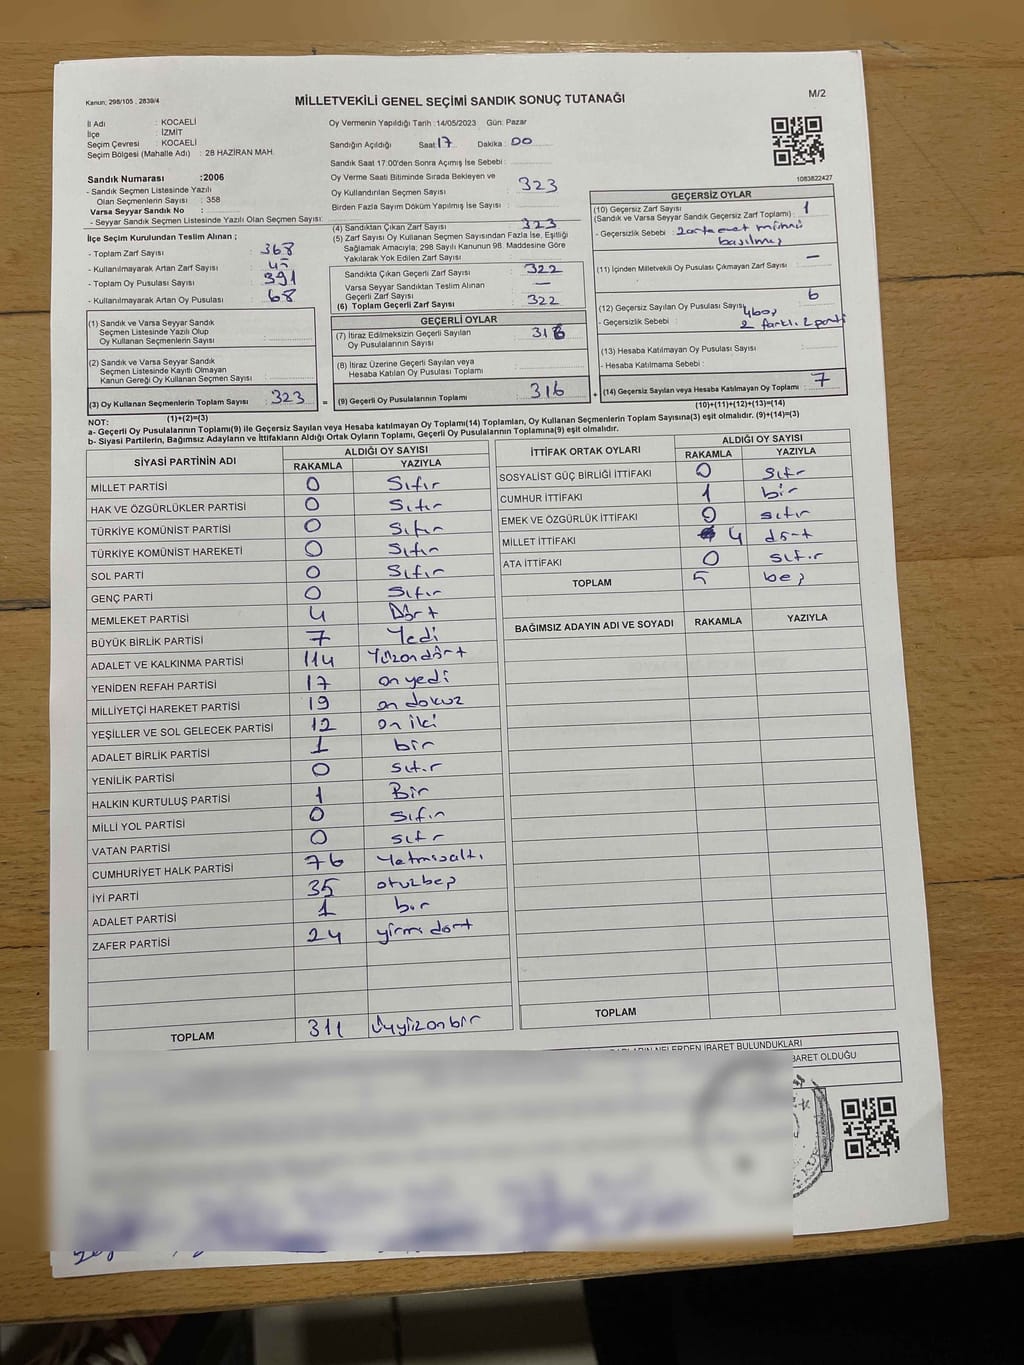 Kanun; 298/105 , 2839/4
MİLLETVEKİLİ GENEL SEÇİMİ SANDIK SONUÇ TUTANAĞI
M/2
İl Adı : KOCAELİ
İlçe : İZMİT
Seçim Çevresi : KOCAELİ
Seçim Bölgesi (Mahalle Adı) : 28 HAZİRAN MAH.
Oy Vermenin Yapıldığı Tarih :14/05/2023 Gün: Pazar
Sandığın Açıldığı Saat: 17 Dakika: 00
Sandık Saat 17:00'den Sonra Açımış İse Sebebi :
Sandık Numarası :2006
- Sandık Seçmen Listesinde Yazılı
Olan Seçmenlerin Sayısı : 358
Varsa Seyyar Sandık No :
- Seyyar Sandık Seçmen Listesinde Yazılı Olan Seçmen Sayısı:
Oy Verme Saati Bitiminde Sırada Bekleyen ve
Oy Kullandırılan Seçmen Sayısı : 323
Birden Fazla Sayım Döküm Yapılmış İse Sayısı :
1083822427
İlçe Seçim Kurulundan Teslim Alınan ;
- Toplam Zarf Sayısı : 368
- Kullanılmayarak Artan Zarf Sayısı : 45
- Toplam Oy Pusulası Sayısı : 391
- Kullanılmayarak Artan Oy Pusulası : 68
(4) Sandıktan Çıkan Zarf Sayısı : 323
(5) Zarf Sayısı Oy Kullanan Seçmen Sayısından Fazla İse, Eşitliği
Sağlamak Amacıyla; 298 Sayılı Kanunun 98. Maddesine Göre
Yakılarak Yok Edilen Zarf Sayısı :
Sandıkta Çıkan Geçerli Zarf Sayısı : 322
Varsa Seyyar Sandıktan Teslim Alınan
Geçerli Zarf Sayısı : —
(6) Toplam Geçerli Zarf Sayısı : 322
GEÇERSİZ OYLAR
(10) Geçersiz Zarf Sayısı : 1
(Sandık ve Varsa Seyyar Sandık Geçersiz Zarf Toplamı)
- Geçersizlik Sebebi : Zarta evet mührü
basılmış
(11) İçinden Milletvekili Oy Pusulası Çıkmayan Zarf Sayısı : —
(12) Geçersiz Sayılan Oy Pusulası Sayısı : 6
- Geçersizlik Sebebi : 4 boş
2 farklı. 2 parti
(13) Hesaba Katılmayan Oy Pusulası Sayısı :
- Hesaba Katılmama Sebebi :
(14) Geçersiz Sayılan veya Hesaba Katılmayan Oy Toplamı : 7
(10)+(11)+(12)+(13)=(14)
(1) Sandık ve Varsa Seyyar Sandık
Seçmen Listesinde Yazılı Olup
Oy Kullanan Seçmenlerin Sayısı :
(2) Sandık ve Varsa Seyyar Sandık
Seçmen Listesinde Kayıtlı Olmayan
Kanun Gereği Oy Kullanan Seçmen Sayısı :
(3) Oy Kullanan Seçmenlerin Toplam Sayısı : 323
(1)+(2)=(3)
=
GEÇERLİ OYLAR
(7) İtiraz Edilmeksizin Geçerli Sayılan
Oy Pusulalarının Sayısı : 316
(8) İtiraz Üzerine Geçerli Sayılan veya
Hesaba Katılan Oy Pusulası Toplamı :
(9) Geçerli Oy Pusulalarının Toplamı : 316
+
NOT:
a- Geçerli Oy Pusulalarının Toplamı(9) ile Geçersiz Sayılan veya Hesaba katılmayan Oy Toplamı(14) Toplamları, Oy Kullanan Seçmenlerin Toplam Sayısına(3) eşit olmalıdır. (9)+(14)=(3)
b- Siyasi Partilerin, Bağımsız Adayların ve İttifakların Aldığı Ortak Oyların Toplamı, Geçerli Oy Pusulalarının Toplamına(9) eşit olmalıdır.
SİYASİ PARTİNİN ADI
ALDIĞI OY SAYISI
RAKAMLA YAZIYLA
MİLLET PARTİSİ 0 Sıfır
HAK VE ÖZGÜRLÜKLER PARTİSİ 0 Sıfır
TÜRKİYE KOMÜNİST PARTİSİ 0 Sıfır
TÜRKİYE KOMÜNİST HAREKETİ 0 Sıfır
SOL PARTİ 0 Sıfır
GENÇ PARTİ 0 Sıfır
MEMLEKET PARTİSİ 4 Dört
BÜYÜK BİRLİK PARTİSİ 7 Yedi
ADALET VE KALKINMA PARTİSİ 114 Yüzondört
YENİDEN REFAH PARTİSİ 17 onyedi
MİLLİYETÇİ HAREKET PARTİSİ 19 on dokuz
YEŞİLLER VE SOL GELECEK PARTİSİ 12 on iki
ADALET BİRLİK PARTİSİ 1 bir
YENİLİK PARTİSİ 0 sıfır
HALKIN KURTULUŞ PARTİSİ 1 Bir
MİLLİ YOL PARTİSİ 0 sıfır
VATAN PARTİSİ 0 sıfır
CUMHURİYET HALK PARTİSİ 76 Yetmişaltı
İYİ PARTİ 35 otuzbeş
ADALET PARTİSİ 1 bir
ZAFER PARTİSİ 24 yirmi dört
TOPLAM 311 Üçyüzonbir
İTTİFAK ORTAK OYLARI
ALDIĞI OY SAYISI
RAKAMLA YAZIYLA
SOSYALİST GÜÇ BİRLİĞİ İTTİFAKI 0 sıfır
CUMHUR İTTİFAKI 1 bir
EMEK VE ÖZGÜRLÜK İTTİFAKI 0 sıfır
MİLLET İTTİFAKI 4 dört
ATA İTTİFAKI 0 sıfır
TOPLAM 5 beş
BAĞIMSIZ ADAYIN ADI VE SOYADI RAKAMLA YAZIYLA
TOPLAM
NELERDEN İBARET BULUNDUKLARI
BARET OLDUĞU